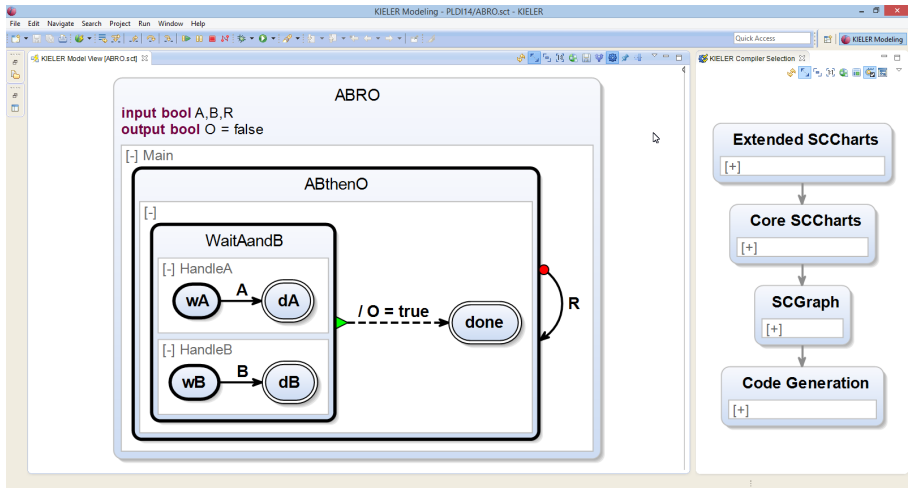 KIELER Modeling - PLDI14/ABRO.sct - KIELER
File Edit Navigate Search Project Run Window Help
Quick Access
KIELER Modeling
KIELER Model View [ABRO.sct]
ABRO
input bool A,B,R
output bool O = false
[-] Main
ABthenO
[-]
WaitAandB
[-] HandleA
wA
A
dA
[-] HandleB
wB
B
dB
/ O = true
done
R
KIELER Compiler Selection
Extended SCCharts
[+]
Core SCCharts
[+]
SCGraph
[+]
Code Generation
[+]